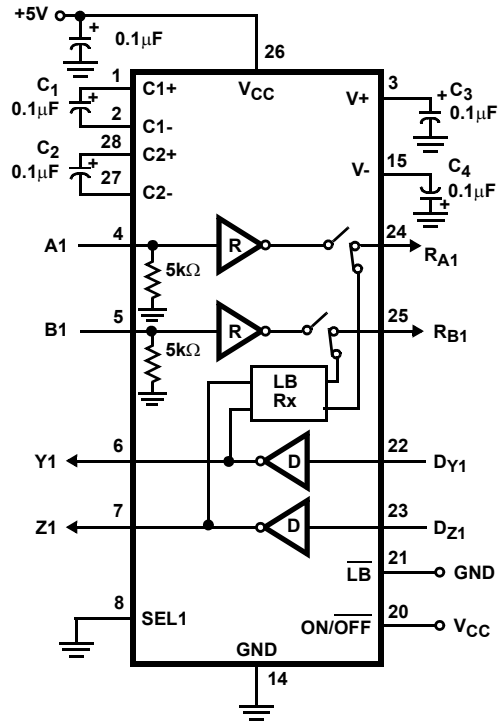 +5V
0.1μF
26
1
C1
0.1μF
C1+
VCC
V+
3
C3
0.1μF
2
C1-
C2
0.1μF
28
C2+
27
C2-
V-
15
C4
0.1μF
A1
4
R
24
RA1
5kΩ
B1
5
R
25
RB1
5kΩ
LB
Rx
Y1
6
D
22
DY1
Z1
7
D
23
DZ1
LB
21
GND
8
SEL1
ON/OFF
20
VCC
GND
14
+
+
+
+
+